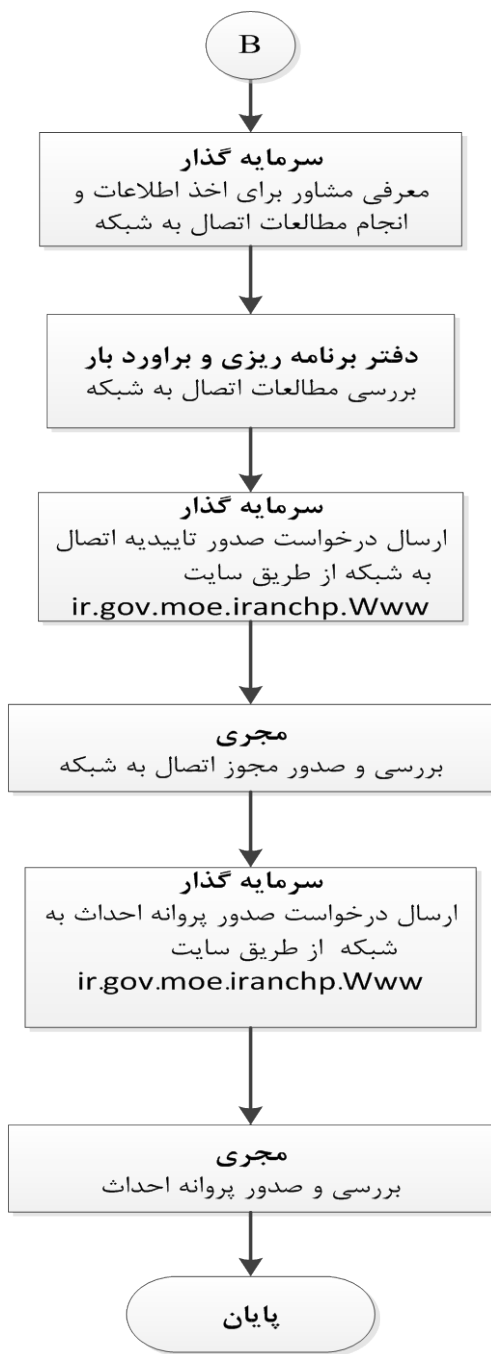 B
سرمایه گذار
معرفی مشاور برای اخذ اطلاعات و
انجام مطالعات اتصال به شبکه
دفتر برنامه ریزی و براورد بار
بررسی مطالعات اتصال به شبکه
سرمایه گذار
ارسال درخواست صدور تاییدیه اتصال
به شبکه از طریق سایت
ir.gov.moe.iranchp.Www
مجری
بررسی و صدور مجوز اتصال به شبکه
سرمایه گذار
ارسال درخواست صدور پروانه احداث به
شبکه از طریق سایت
ir.gov.moe.iranchp.Www
مجری
بررسی و صدور پروانه احداث
پایان